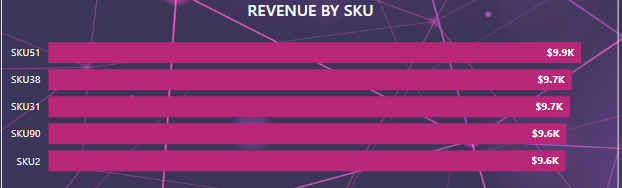 REVENUE BY SKU
SKU51 $9.9K
SKU38 $9.7K
SKU31 $9.7K
SKU90 $9.6K
SKU2 $9.6K